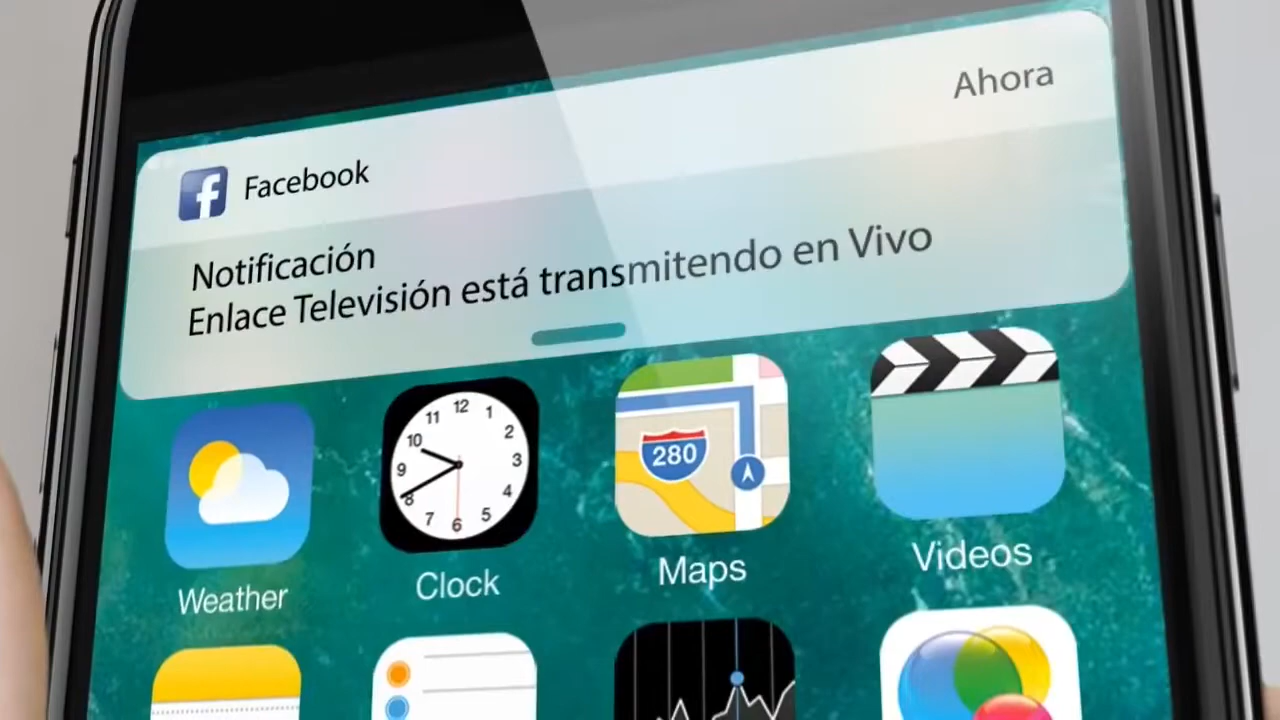 Ahora
Facebook
Notificación
Enlace Televisión está transmitendo en Vivo
12
11 1
10 2
9 3
8 4
7 5
6
280
Weather
Clock
Maps
Videos